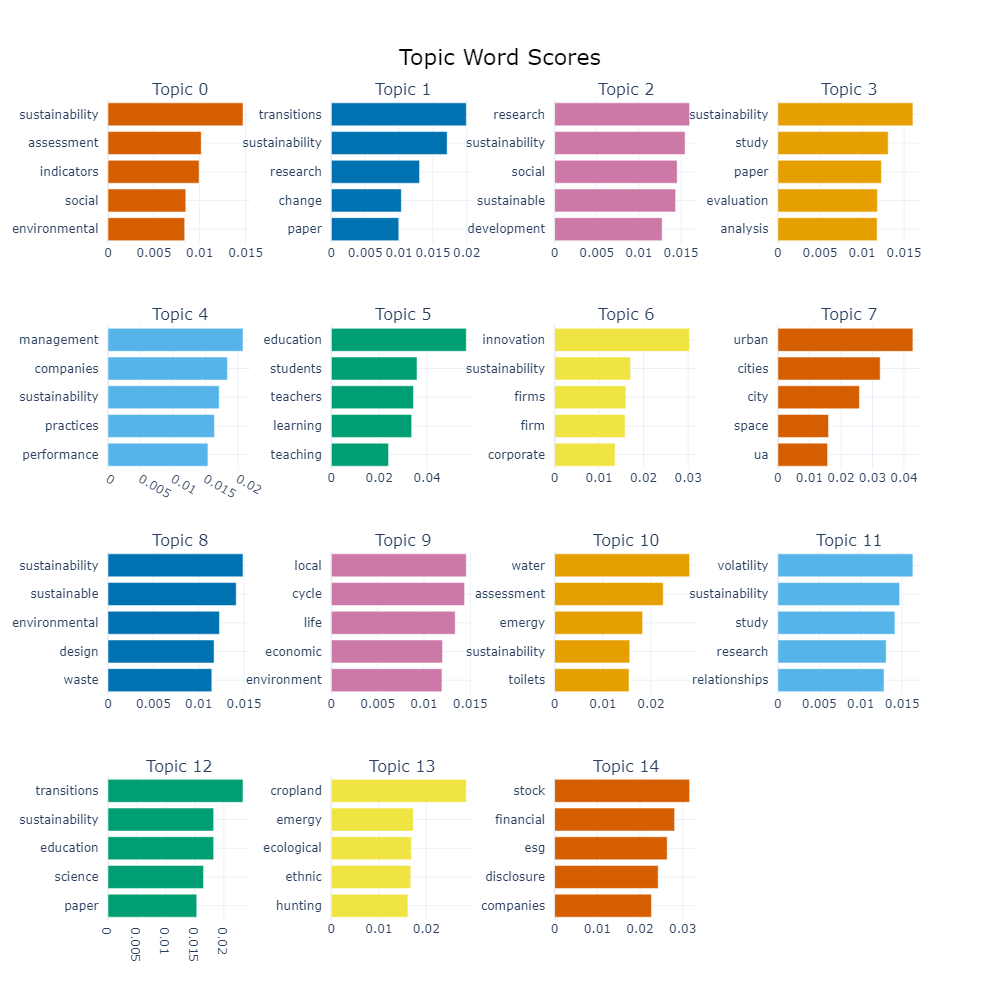 Topic Word Scores
Topic 0
sustainability
assessment
indicators
social
environmental
0 0.005 0.01 0.015
Topic 1
transitions
sustainability
research
change
paper
0 0.005 0.01 0.015 0.02
Topic 2
research
sustainability
social
sustainable
development
0 0.005 0.01 0.015
Topic 3
sustainability
study
paper
evaluation
analysis
0 0.005 0.01 0.015
Topic 4
management
companies
sustainability
practices
performance
0 0.005 0.01 0.015 0.02
Topic 5
education
students
teachers
learning
teaching
0 0.02 0.04
Topic 6
innovation
sustainability
firms
firm
corporate
0 0.01 0.02 0.03
Topic 7
urban
cities
city
space
ua
0 0.01 0.02 0.03 0.04
Topic 8
sustainability
sustainable
environmental
design
waste
0 0.005 0.01 0.015
Topic 9
local
cycle
life
economic
environment
0 0.005 0.01 0.015
Topic 10
water
assessment
emergy
sustainability
toilets
0 0.01 0.02
Topic 11
volatility
sustainability
study
research
relationships
0 0.005 0.01 0.015
Topic 12
transitions
sustainability
education
science
paper
0 0.005 0.01 0.015 0.02
Topic 13
cropland
emergy
ecological
ethnic
hunting
0 0.01 0.02
Topic 14
stock
financial
esg
disclosure
companies
0 0.01 0.02 0.03